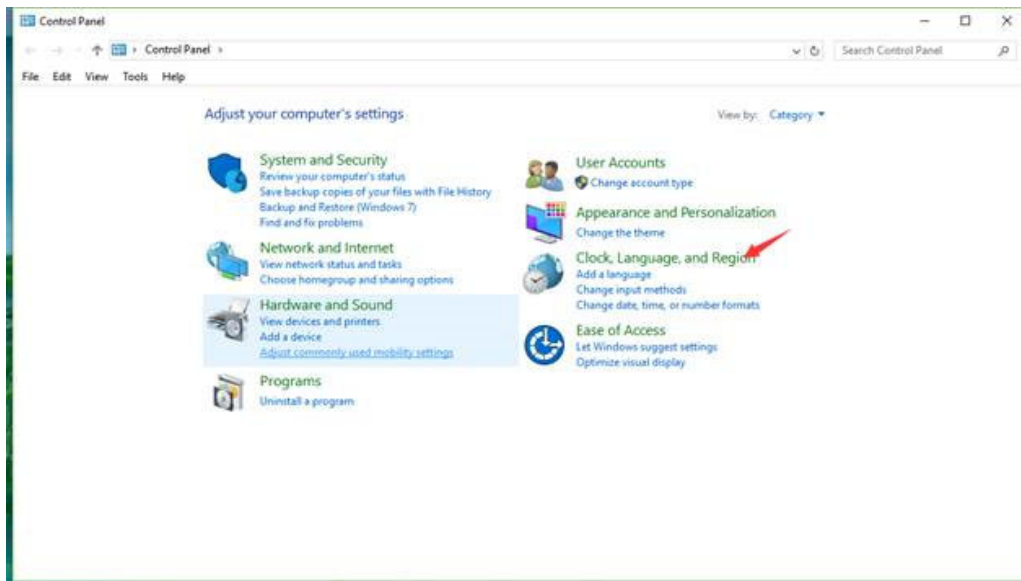 Control Panel
Control Panel
Search Control Panel
File Edit View Tools Help
Adjust your computer's settings
View by: Category
System and Security
Review your computer's status
Save backup copies of your files with File History
Backup and Restore (Windows 7)
Find and fix problems
Network and Internet
View network status and tasks
Choose homegroup and sharing options
Hardware and Sound
View devices and printers
Add a device
Adjust commonly used mobility settings
Programs
Uninstall a program
User Accounts
Change account type
Appearance and Personalization
Change the theme
Clock, Language, and Region
Add a language
Change input methods
Change date, time, or number formats
Ease of Access
Let Windows suggest settings
Optimize visual display